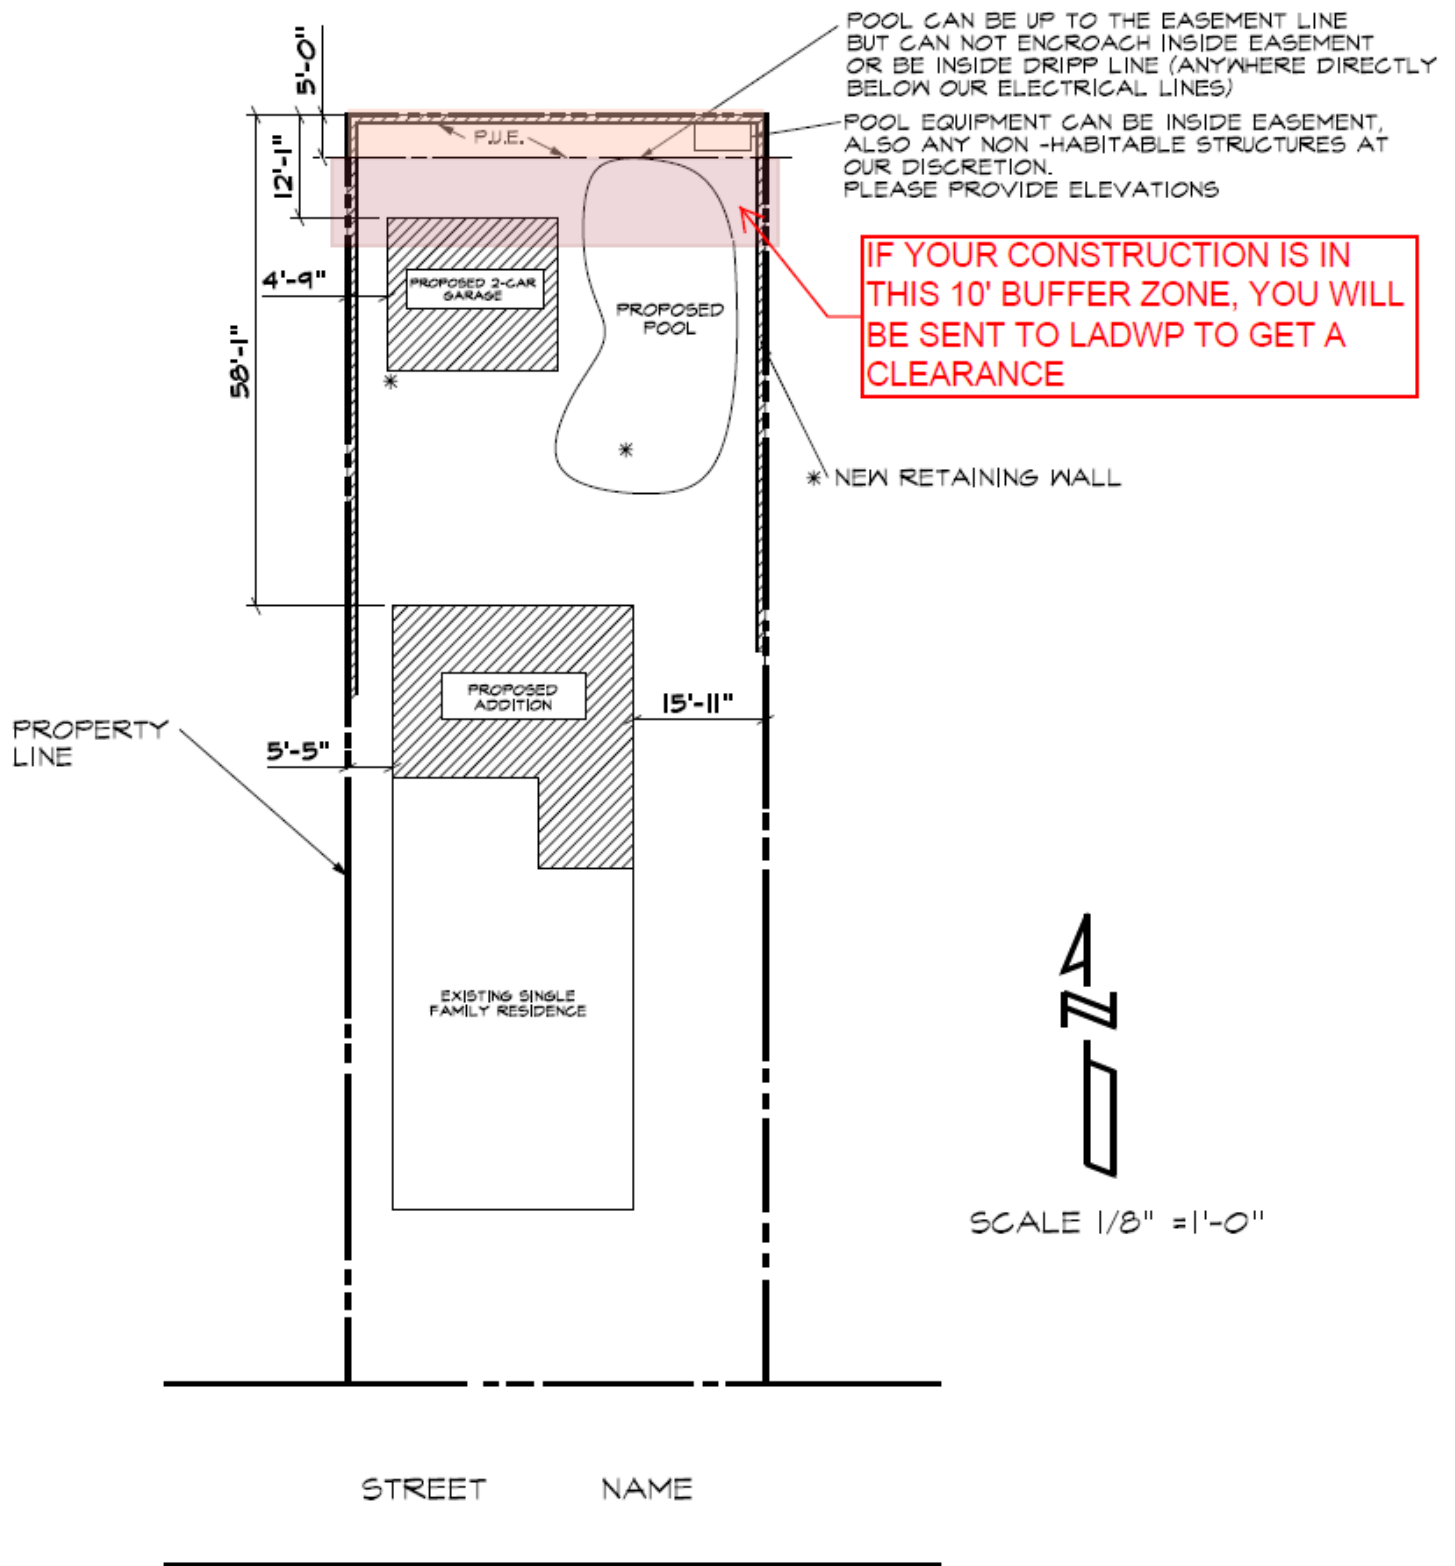 POOL CAN BE UP TO THE EASEMENT LINE
BUT CAN NOT ENCROACH INSIDE EASEMENT
OR BE INSIDE DRIPP LINE (ANYWHERE DIRECTLY
BELOW OUR ELECTRICAL LINES)
POOL EQUIPMENT CAN BE INSIDE EASEMENT,
ALSO ANY NON -HABITABLE STRUCTURES AT
OUR DISCRETION.
PLEASE PROVIDE ELEVATIONS
5'-0"
P.U.E.
12'-1"
IF YOUR CONSTRUCTION IS IN
THIS 10' BUFFER ZONE, YOU WILL
BE SENT TO LADWP TO GET A
CLEARANCE
4'-9"
PROPOSED 2-CAR
GARAGE
PROPOSED
POOL
58'-1"
*
*
* NEW RETAINING WALL
PROPOSED
ADDITION
15'-11"
PROPERTY
LINE
5'-5"
EXISTING SINGLE
FAMILY RESIDENCE
N
SCALE 1/8" =1'-0"
STREET NAME